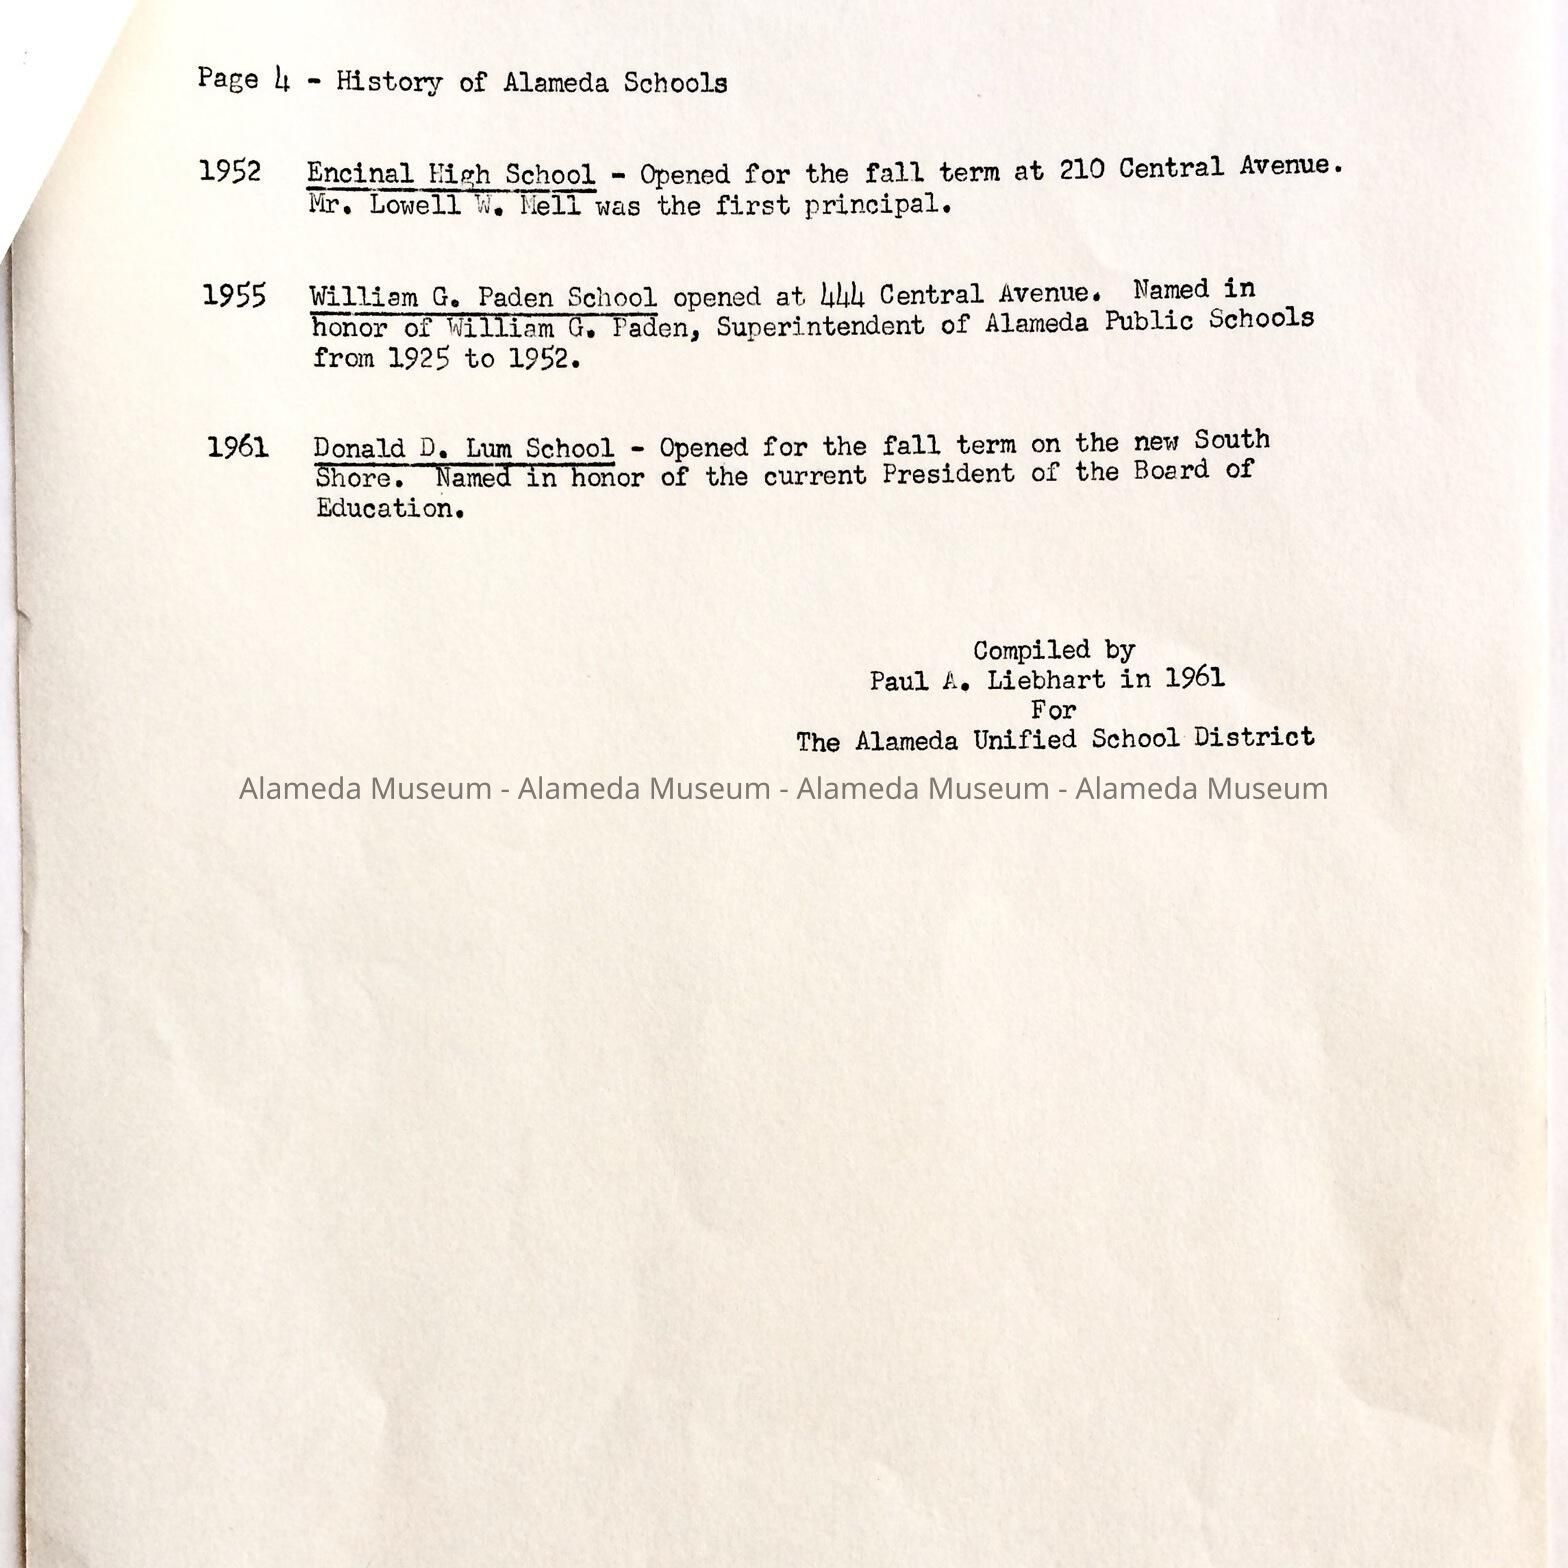 Page 4 - History of Alameda Schools
1952 Encinal High School - Opened for the fall term at 210 Central Avenue.
Mr. Lowell W. Mell was the first principal.
1955 William G. Paden School opened at 444 Central Avenue. Named in
honor of William G. Paden, Superintendent of Alameda Public Schools
from 1925 to 1952.
1961 Donald D. Lum School - Opened for the fall term on the new South
Shore. Named in honor of the current President of the Board of
Education.
Compiled by
Paul A. Liebhart in 1961
For
The Alameda Unified School District
Alameda Museum - Alameda Museum - Alameda Museum - Alameda Museum